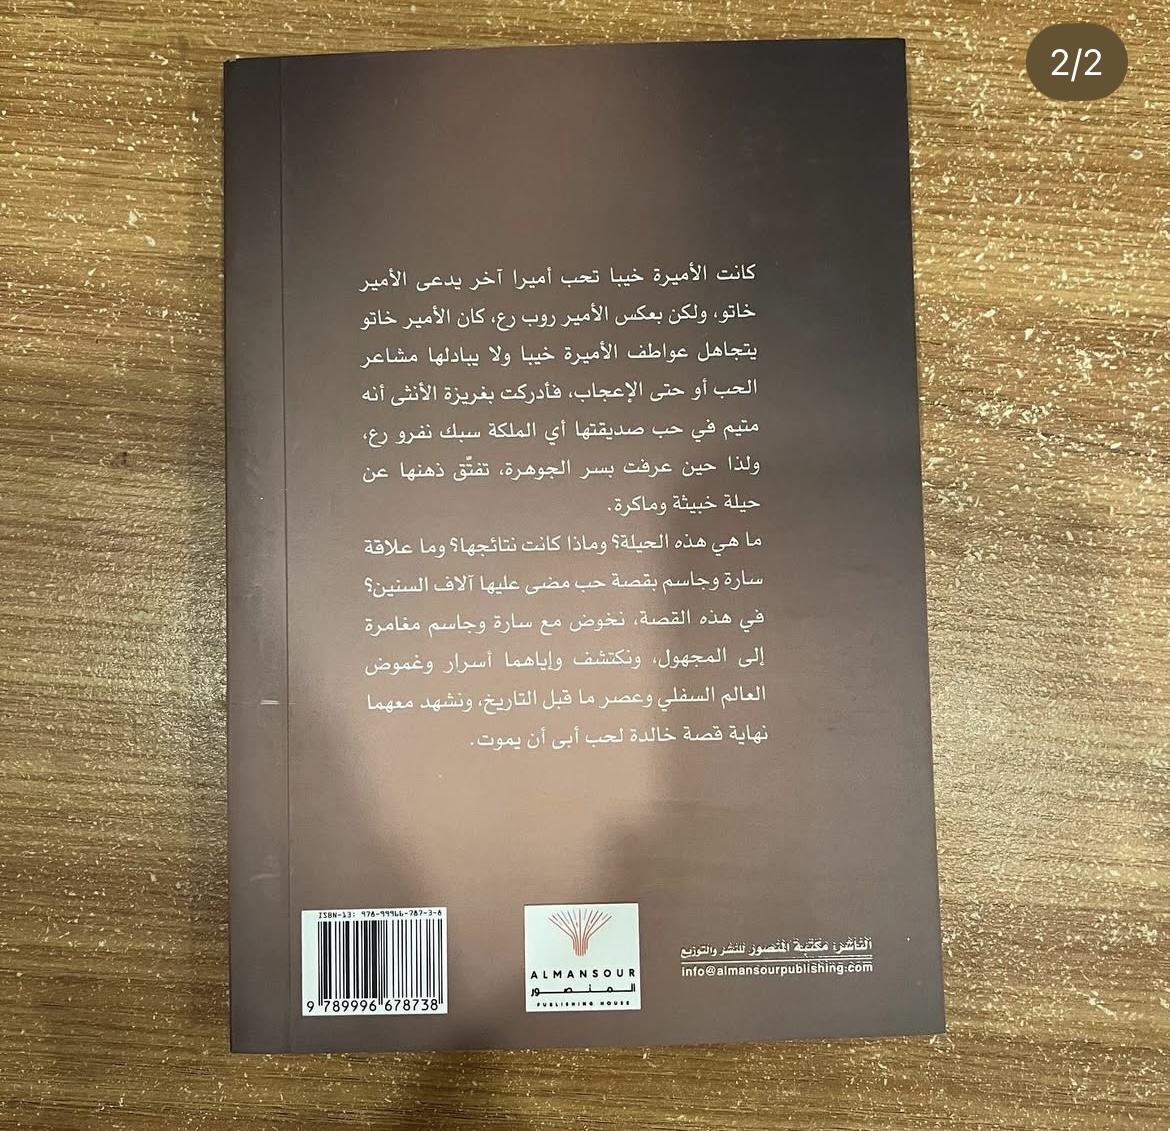 2/2
كانت الأميرة خيبا تحب أميرا آخر يدعى الأمير
خاتو، ولكن بعكس الأمير روب رع، كان الأمير خاتو
يتجاهل عواطف الأميرة خيبا ولا يبادلها مشاعر
الحب أو حتى الإعجاب، فأدركت بغريزة الأنثى أنه
متيم في حب صديقتها أي الملكة سبك نفرو رع،
ولذا حين عرفت بسر الجوهرة، تفتّق ذهنها عن
حيلة خبيثة وماكرة.
ما هي هذه الحيلة؟ وماذا كانت نتائجها؟ وما علاقة
سارة وجاسم بقصة حب مضى عليها آلاف السنين؟
في هذه القصة، نخوض مع سارة وجاسم مغامرة
إلى المجهول، ونكتشف وإياهما أسرار وغموض
العالم السفلي وعصر ما قبل التاريخ، ونشهد معهما
نهاية قصة خالدة لحب أبى أن يموت.
الناشر: مكتبة المنصور للنشر والتوزيع
info@almansourpublishing.com
ALMANSOUR
المنصور
PUBLISHING HOUSE
ISBN-13: 978-99966-787-3-8
9 789996 678738